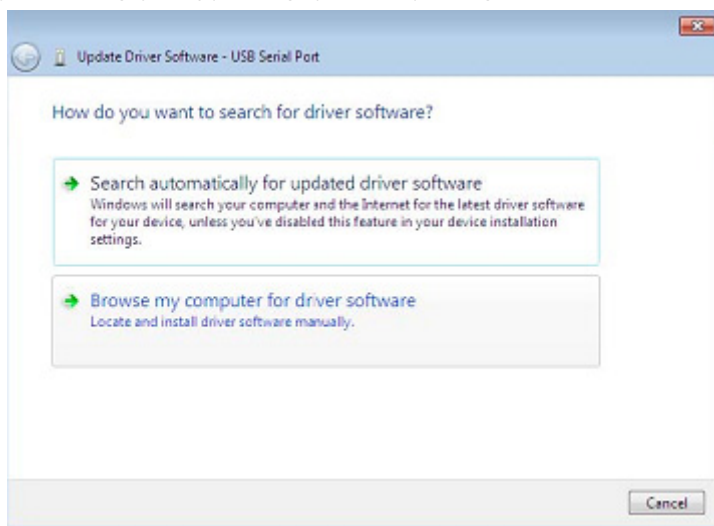 Update Driver Software - USB Serial Port
How do you want to search for driver software?
Search automatically for updated driver software
Windows will search your computer and the Internet for the latest driver software
for your device, unless you've disabled this feature in your device installation
settings.
Browse my computer for driver software
Locate and install driver software manually.
Cancel